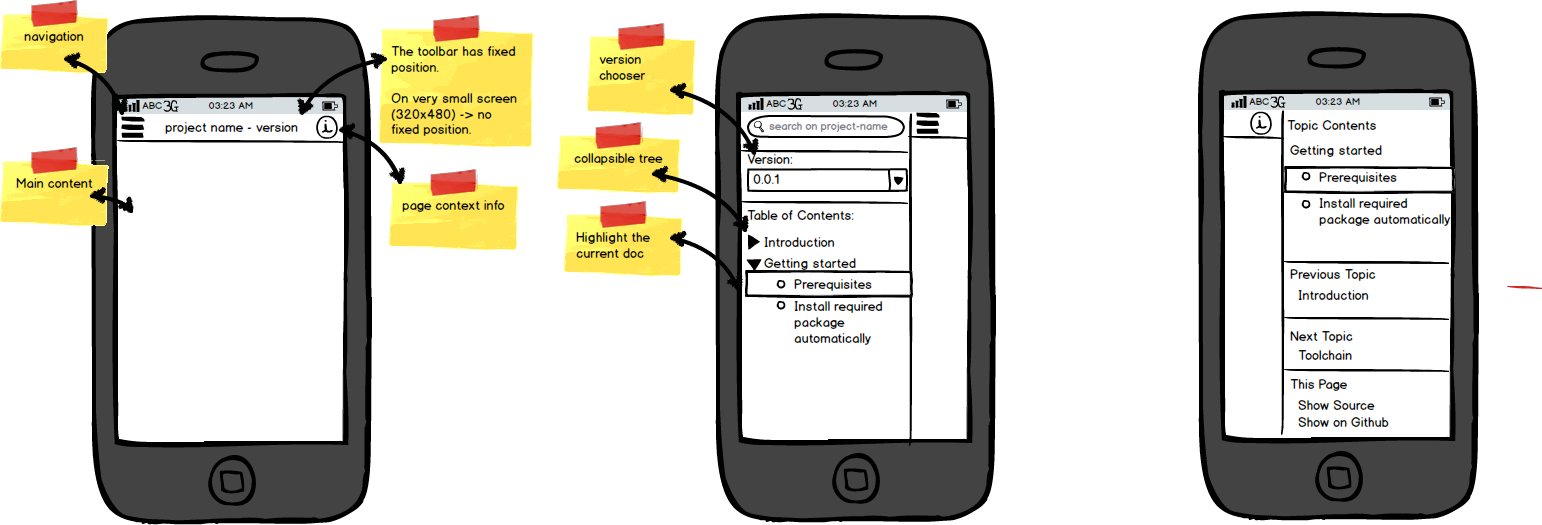 navigation
The toolbar has fixed
position.
On very small screen
(320x480) -> no
fixed position.
Main content
page context info
ABC 3G 03:23 AM
project name - version
version
chooser
collapsible tree
Highlight the
current doc
ABC 3G 03:23 AM
search on project-name
Version:
0.0.1
Table of Contents:
Introduction
Getting started
Prerequisites
Install required
package
automatically
ABC 3G 03:23 AM
Topic Contents
Getting started
Prerequisites
Install required
package automatically
Previous Topic
Introduction
Next Topic
Toolchain
This Page
Show Source
Show on Github